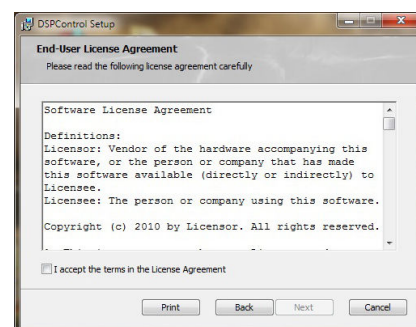 DSPControl Setup
End-User License Agreement
Please read the following license agreement carefully
Software License Agreement
Definitions:
Licensor: Vendor of the hardware accompanying this
software, or the person or company that has made
this software available (directly or indirectly) to
Licensee.
Licensee: The person or company using this software.
Copyright (c) 2010 by Licensor. All rights reserved.
I accept the terms in the License Agreement
Print
Back
Next
Cancel